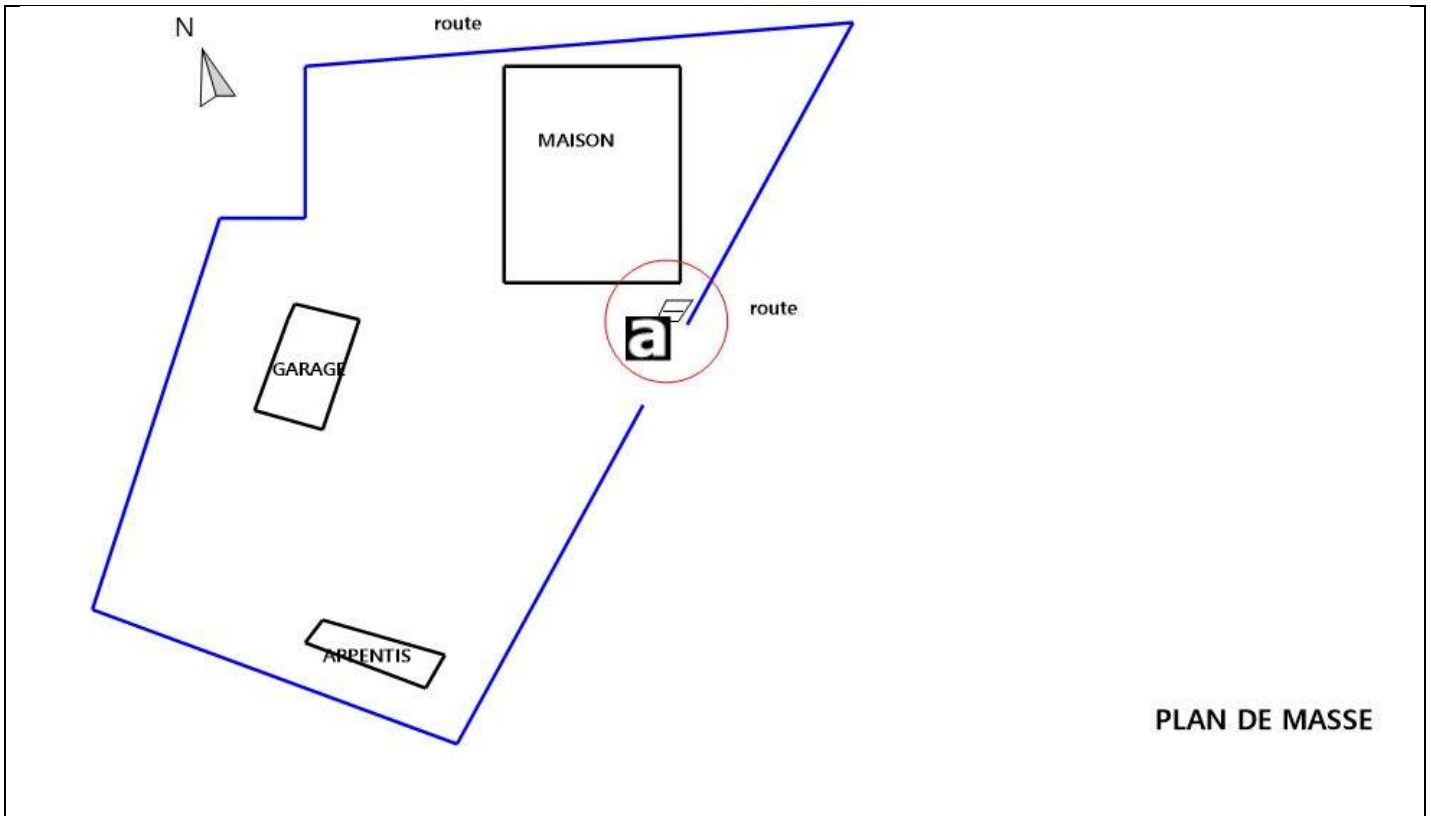 N
route
MAISON
route
a
GARAGE
APPENTIS
PLAN DE MASSE